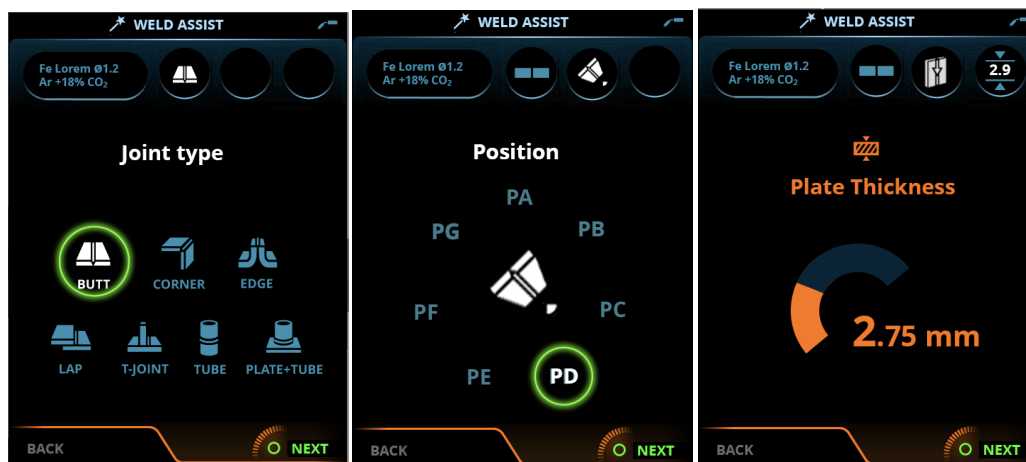 WELD ASSIST
Fe Lorem Ø1.2
Ar +18% CO₂
Joint type
BUTT
CORNER
EDGE
LAP
T-JOINT
TUBE
PLATE+TUBE
BACK
NEXT
WELD ASSIST
Fe Lorem Ø1.2
Ar +18% CO₂
Position
PA
PG
PB
PF
PC
PE
PD
BACK
NEXT
WELD ASSIST
Fe Lorem Ø1.2
Ar +18% CO₂
2.9
Plate Thickness
2.75 mm
BACK
NEXT